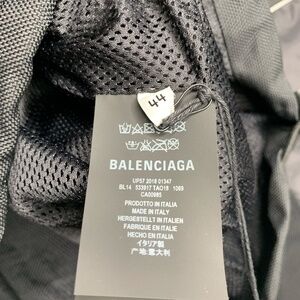 44
BALENCIAGA
UP57 2018 01347
BL14 533917 TAO18 1069
CA00985
PRODOTTO IN ITALIA
MADE IN ITALY
HERGESTELLT IN ITALIEN
FABRIQUE EN ITALIE
HECHO EN ITALIA
イタリア製
产地:意大利